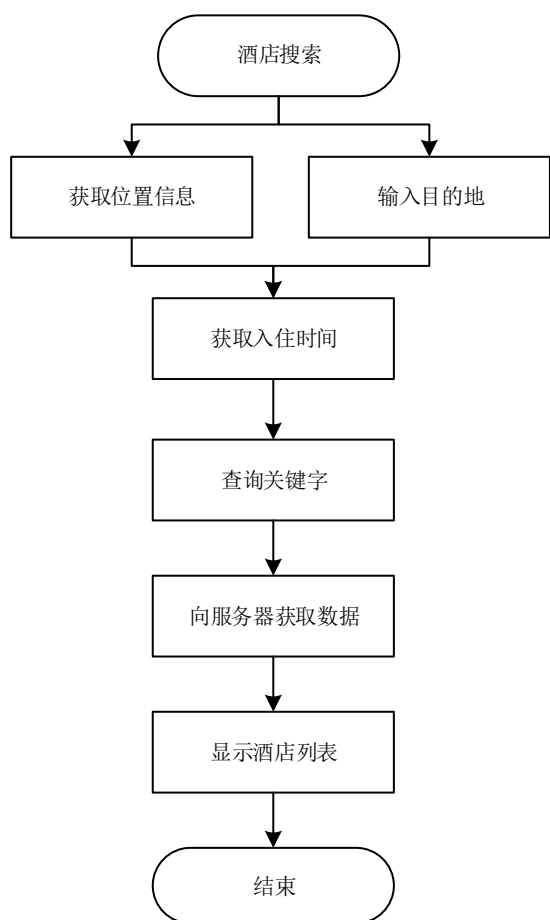 酒店搜索
获取位置信息
输入目的地
获取入住时间
查询关键字
向服务器获取数据
显示酒店列表
结束